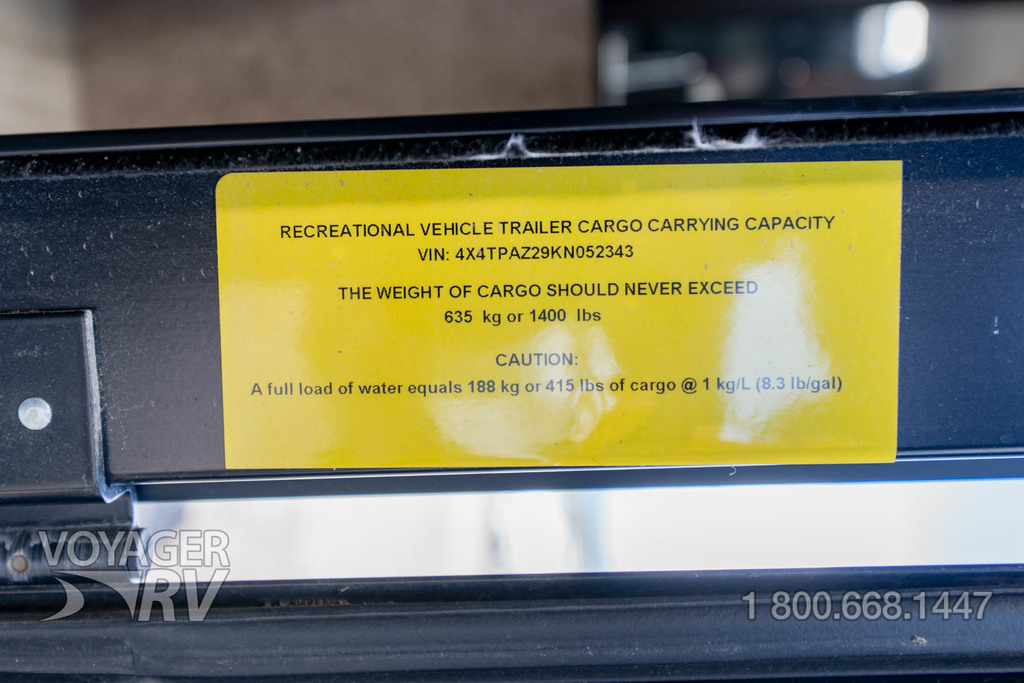 RECREATIONAL VEHICLE TRAILER CARGO CARRYING CAPACITY
VIN: 4X4TPAZ29KN052343
THE WEIGHT OF CARGO SHOULD NEVER EXCEED
635 kg or 1400 lbs
CAUTION:
A full load of water equals 188 kg or 415 lbs of cargo @ 1 kg/L (8.3 lb/gal)
VOYAGER
RV
1 800.668.1447